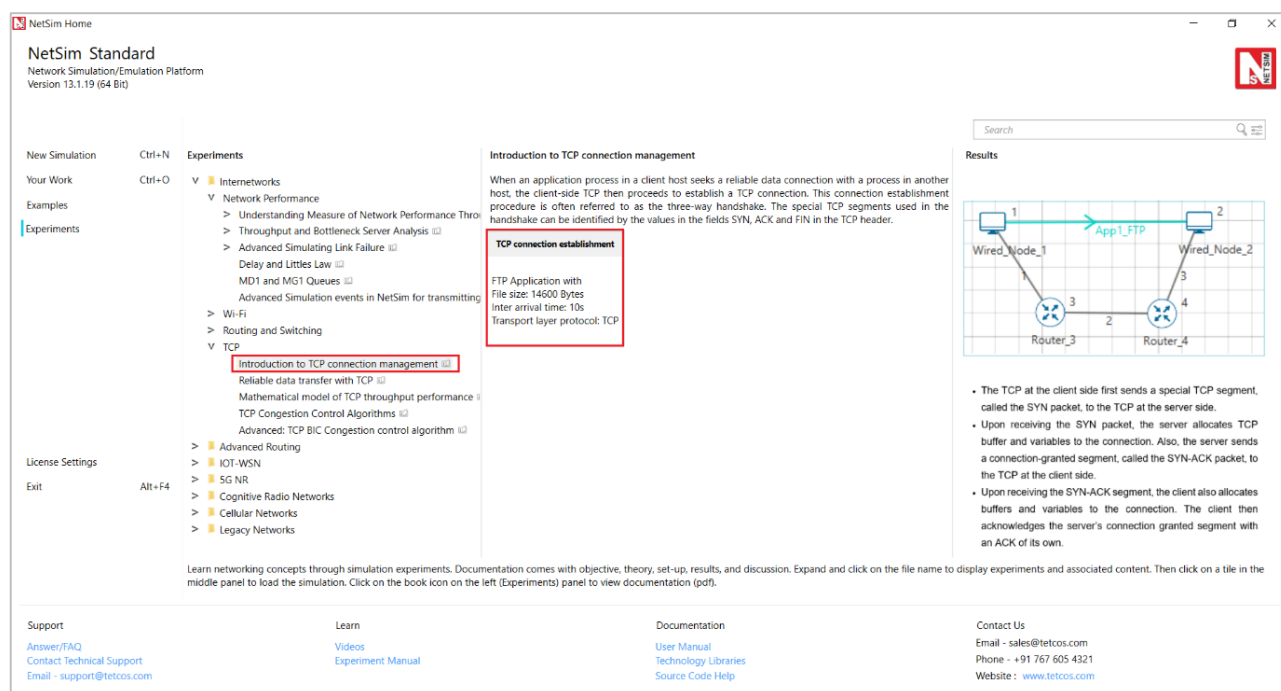 NetSim Home
NetSim Standard
Network Simulation/Emulation Platform
Version 13.1.19 (64 Bit)
NETSIM
Search
New Simulation Ctrl+N
Your Work Ctrl+O
Examples
Experiments
License Settings
Exit Alt+F4
Experiments
Internetworks
Network Performance
Understanding Measure of Network Performance Throu
Throughput and Bottleneck Server Analysis
Advanced Simulating Link Failure
Delay and Littles Law
MD1 and MG1 Queues
Advanced Simulation events in NetSim for transmitting
Wi-Fi
Routing and Switching
TCP
Introduction to TCP connection management
Reliable data transfer with TCP
Mathematical model of TCP throughput performance
TCP Congestion Control Algorithms
Advanced: TCP BIC Congestion control algorithm
Advanced Routing
IOT-WSN
5G NR
Cognitive Radio Networks
Cellular Networks
Legacy Networks
Introduction to TCP connection management
When an application process in a client host seeks a reliable data connection with a process in another
host, the client-side TCP then proceeds to establish a TCP connection. This connection establishment
procedure is often referred to as the three-way handshake. The special TCP segments used in the
handshake can be identified by the values in the fields SYN, ACK and FIN in the TCP header.
TCP connection establishment
FTP Application with
File size: 14600 Bytes
Inter arrival time: 10s
Transport layer protocol: TCP
Results
1
2
App1_FTP
Wired_Node_1
Wired_Node_2
1
3
3
4
2
Router_3
Router_4
• The TCP at the client side first sends a special TCP segment,
called the SYN packet, to the TCP at the server side.
• Upon receiving the SYN packet, the server allocates TCP
buffer and variables to the connection. Also, the server sends
a connection-granted segment, called the SYN-ACK packet, to
the TCP at the client side.
• Upon receiving the SYN-ACK segment, the client also allocates
buffers and variables to the connection. The client then
acknowledges the server's connection granted segment with
an ACK of its own.
Learn networking concepts through simulation experiments. Documentation comes with objective, theory, set-up, results, and discussion. Expand and click on the file name to display experiments and associated content. Then click on a tile in the
middle panel to load the simulation. Click on the book icon on the left (Experiments) panel to view documentation (pdf).
Support
Answer/FAQ
Contact Technical Support
Email - support@tetcos.com
Learn
Videos
Experiment Manual
Documentation
User Manual
Technology Libraries
Source Code Help
Contact Us
Email - sales@tetcos.com
Phone - +91 767 605 4321
Website : www.tetcos.com